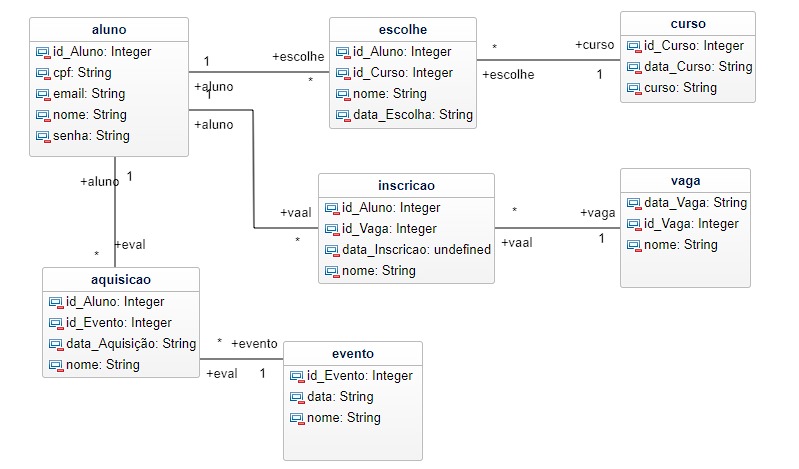 aluno
id_Aluno: Integer
cpf: String
email: String
nome: String
senha: String
1
+aluno
+escolhe
*
escolhe
id_Aluno: Integer
id_Curso: Integer
nome: String
data_Escolha: String
*
+escolhe
+curso
1
curso
id_Curso: Integer
data_Curso: String
curso: String
1
+aluno
+vaal
*
inscricao
id_Aluno: Integer
id_Vaga: Integer
data_Inscricao: undefined
nome: String
*
+vaal
+vaga
1
vaga
data_Vaga: String
id_Vaga: Integer
nome: String
+aluno
1
+eval
*
aquisicao
id_Aluno: Integer
id_Evento: Integer
data_Aquisição: String
nome: String
*
+evento
+eval
1
evento
id_Evento: Integer
data: String
nome: String